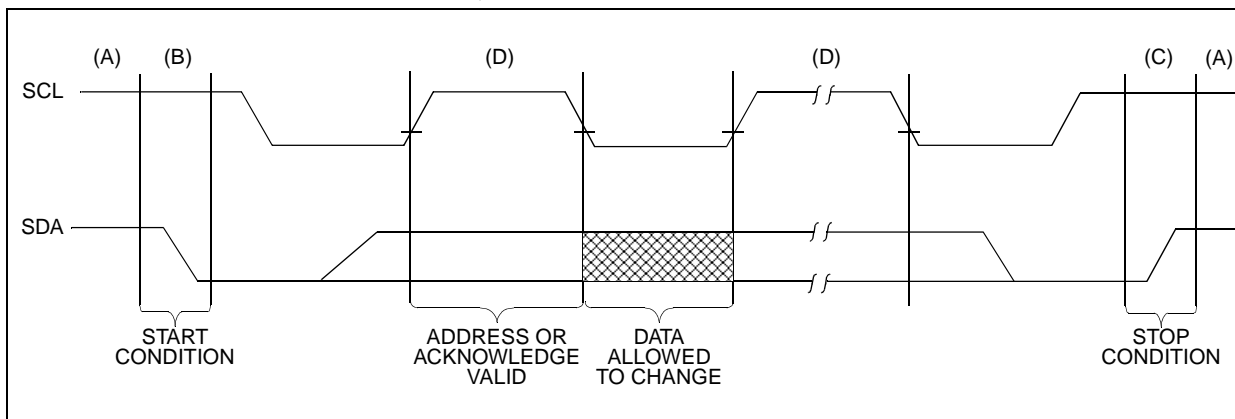 (A) (B) (D) (D) (C) (A)
SCL
SDA
START
CONDITION
ADDRESS OR
ACKNOWLEDGE
VALID
DATA
ALLOWED
TO CHANGE
STOP
CONDITION